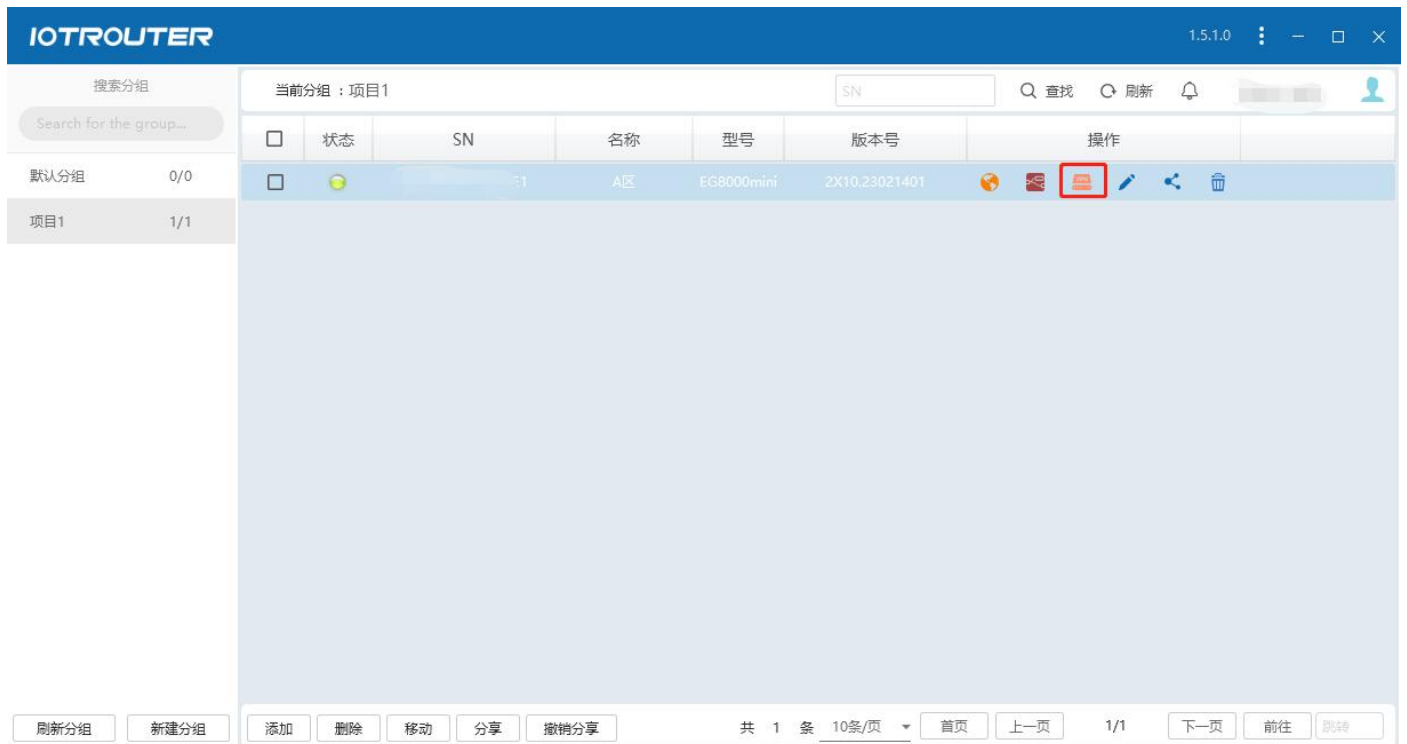 IOTROUTER
1.5.1.0
搜索分组
Search for the group...
默认分组 0/0
项目1 1/1
刷新分组 新建分组
当前分组：项目1 SN 查找 刷新
状态 SN 名称 型号 版本号 操作
A区 EG8000mini 2X10.23021401
添加 删除 移动 分享 撤销分享 共 1 条 10条/页 首页 上一页 1/1 下一页 前往 跳转